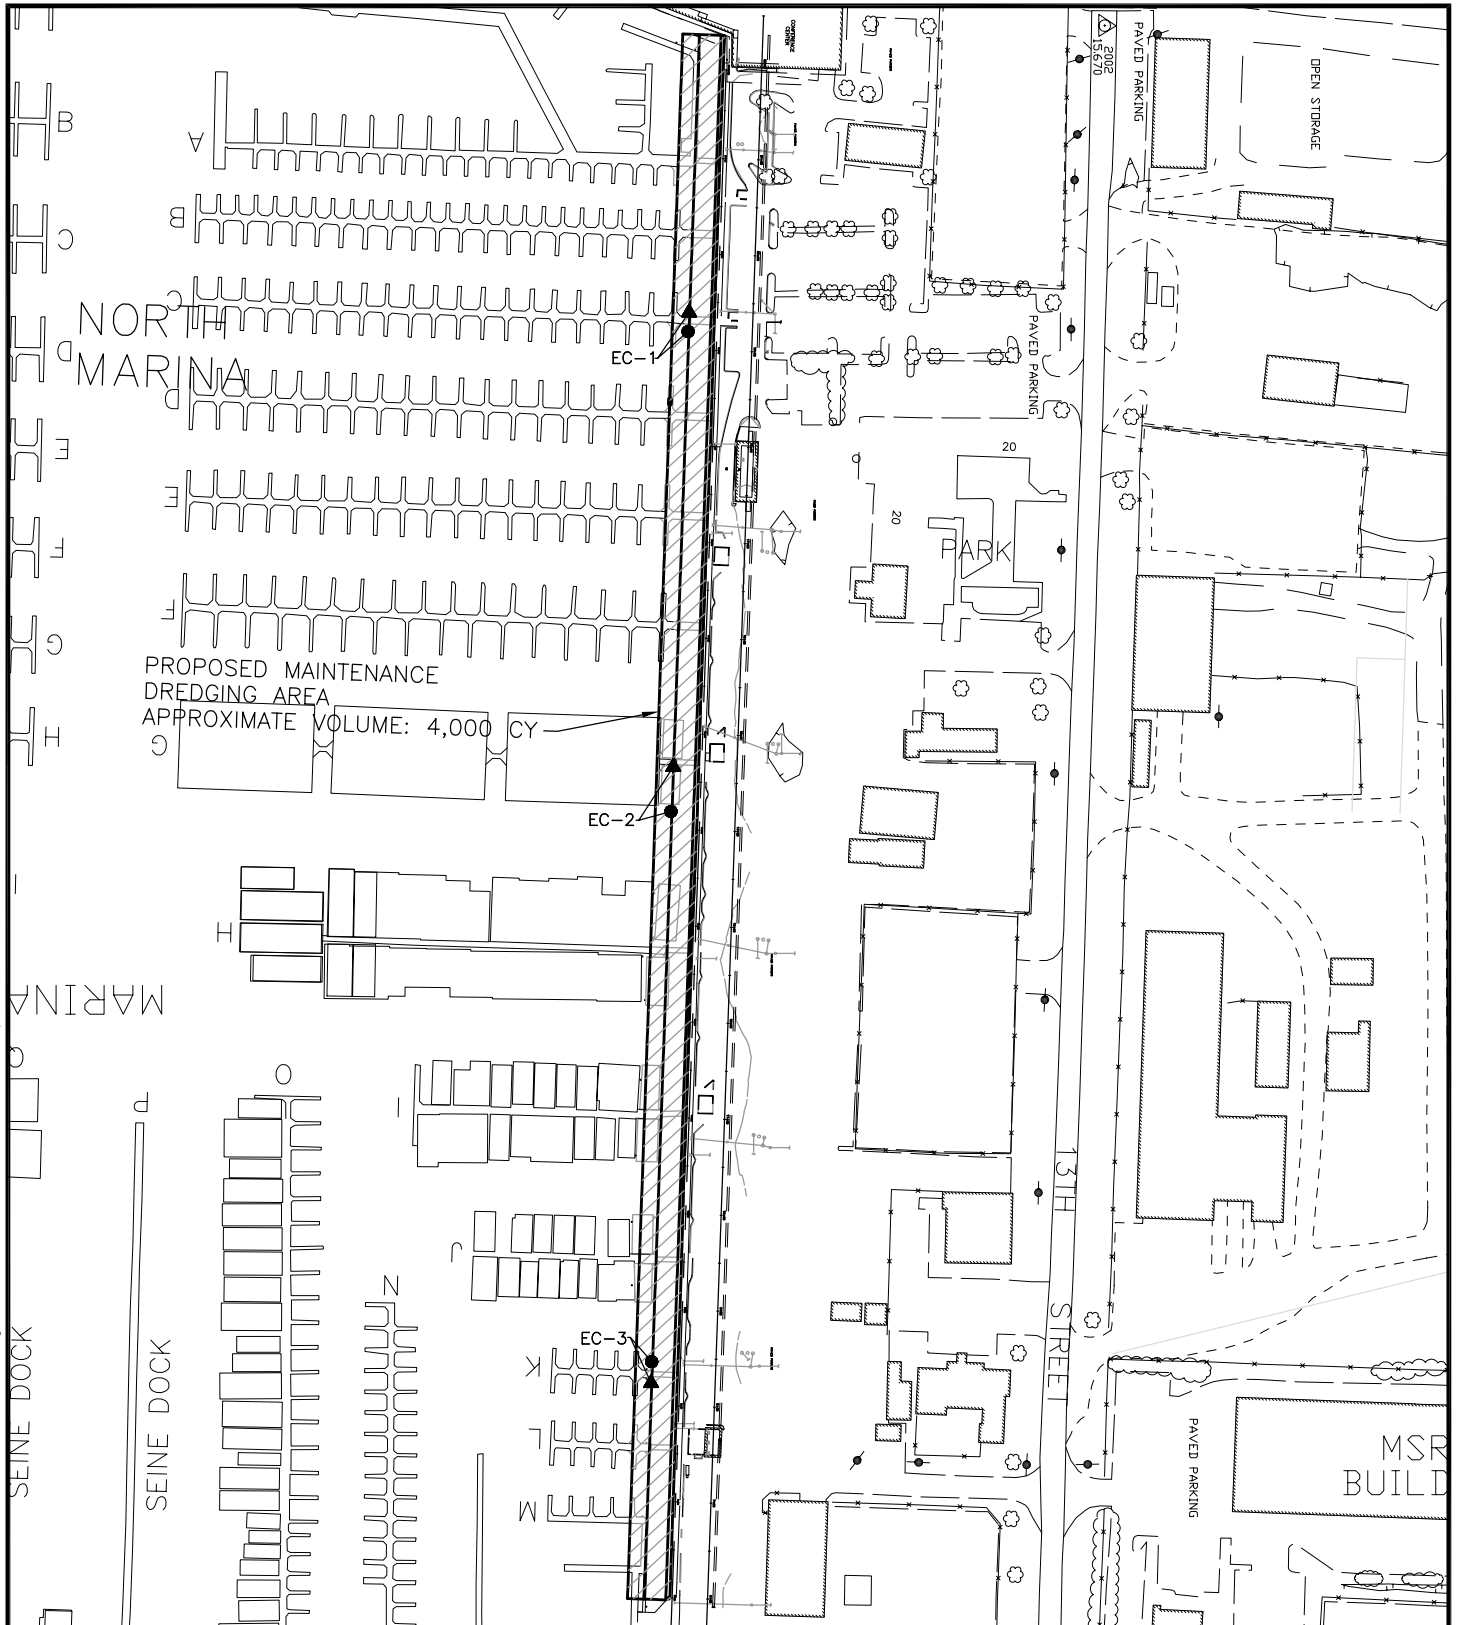 CONFERENCE
CENTER
2002
15.670
PAVED PARKING
OPEN STORAGE
B
A
B
C
C
NORTH
MARINA
D
D
EC-1
PAVED PARKING
E
E
20
20
PARK
F
F
G
PROPOSED MAINTENANCE
DREDGING AREA
APPROXIMATE VOLUME: 4,000 CY
H
G
EC-2
I
H
MARINA
Q
O
P
I
13TH
STREET
J
N
EC-3
K
SEINE DOCK
SEINE DOCK
L
M
PAVED PARKING
MSR
BUILD